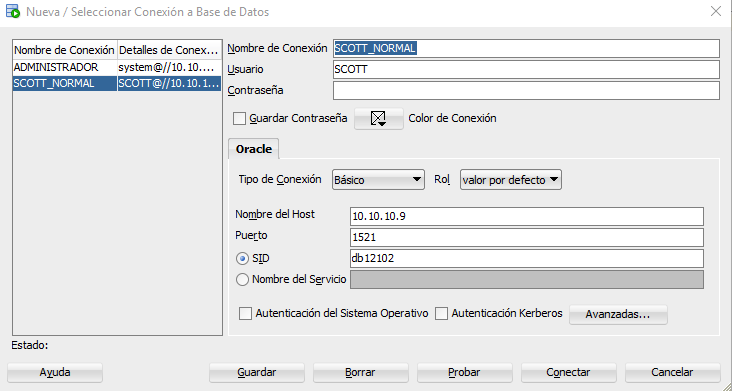 Nueva / Seleccionar Conexión a Base de Datos
Nombre de Conexión Detalles de Conex...
ADMINISTRADOR system@//10.10....
SCOTT_NORMAL SCOTT@//10.10.1...
Nombre de Conexión SCOTT_NORMAL
Usuario SCOTT
Contraseña
Guardar Contraseña Color de Conexión
Oracle
Tipo de Conexión Básico Rol valor por defecto
Nombre del Host 10.10.10.9
Puerto 1521
SID db12102
Nombre del Servicio
Autenticación del Sistema Operativo Autenticación Kerberos Avanzadas...
Estado:
Ayuda Guardar Borrar Probar Conectar Cancelar